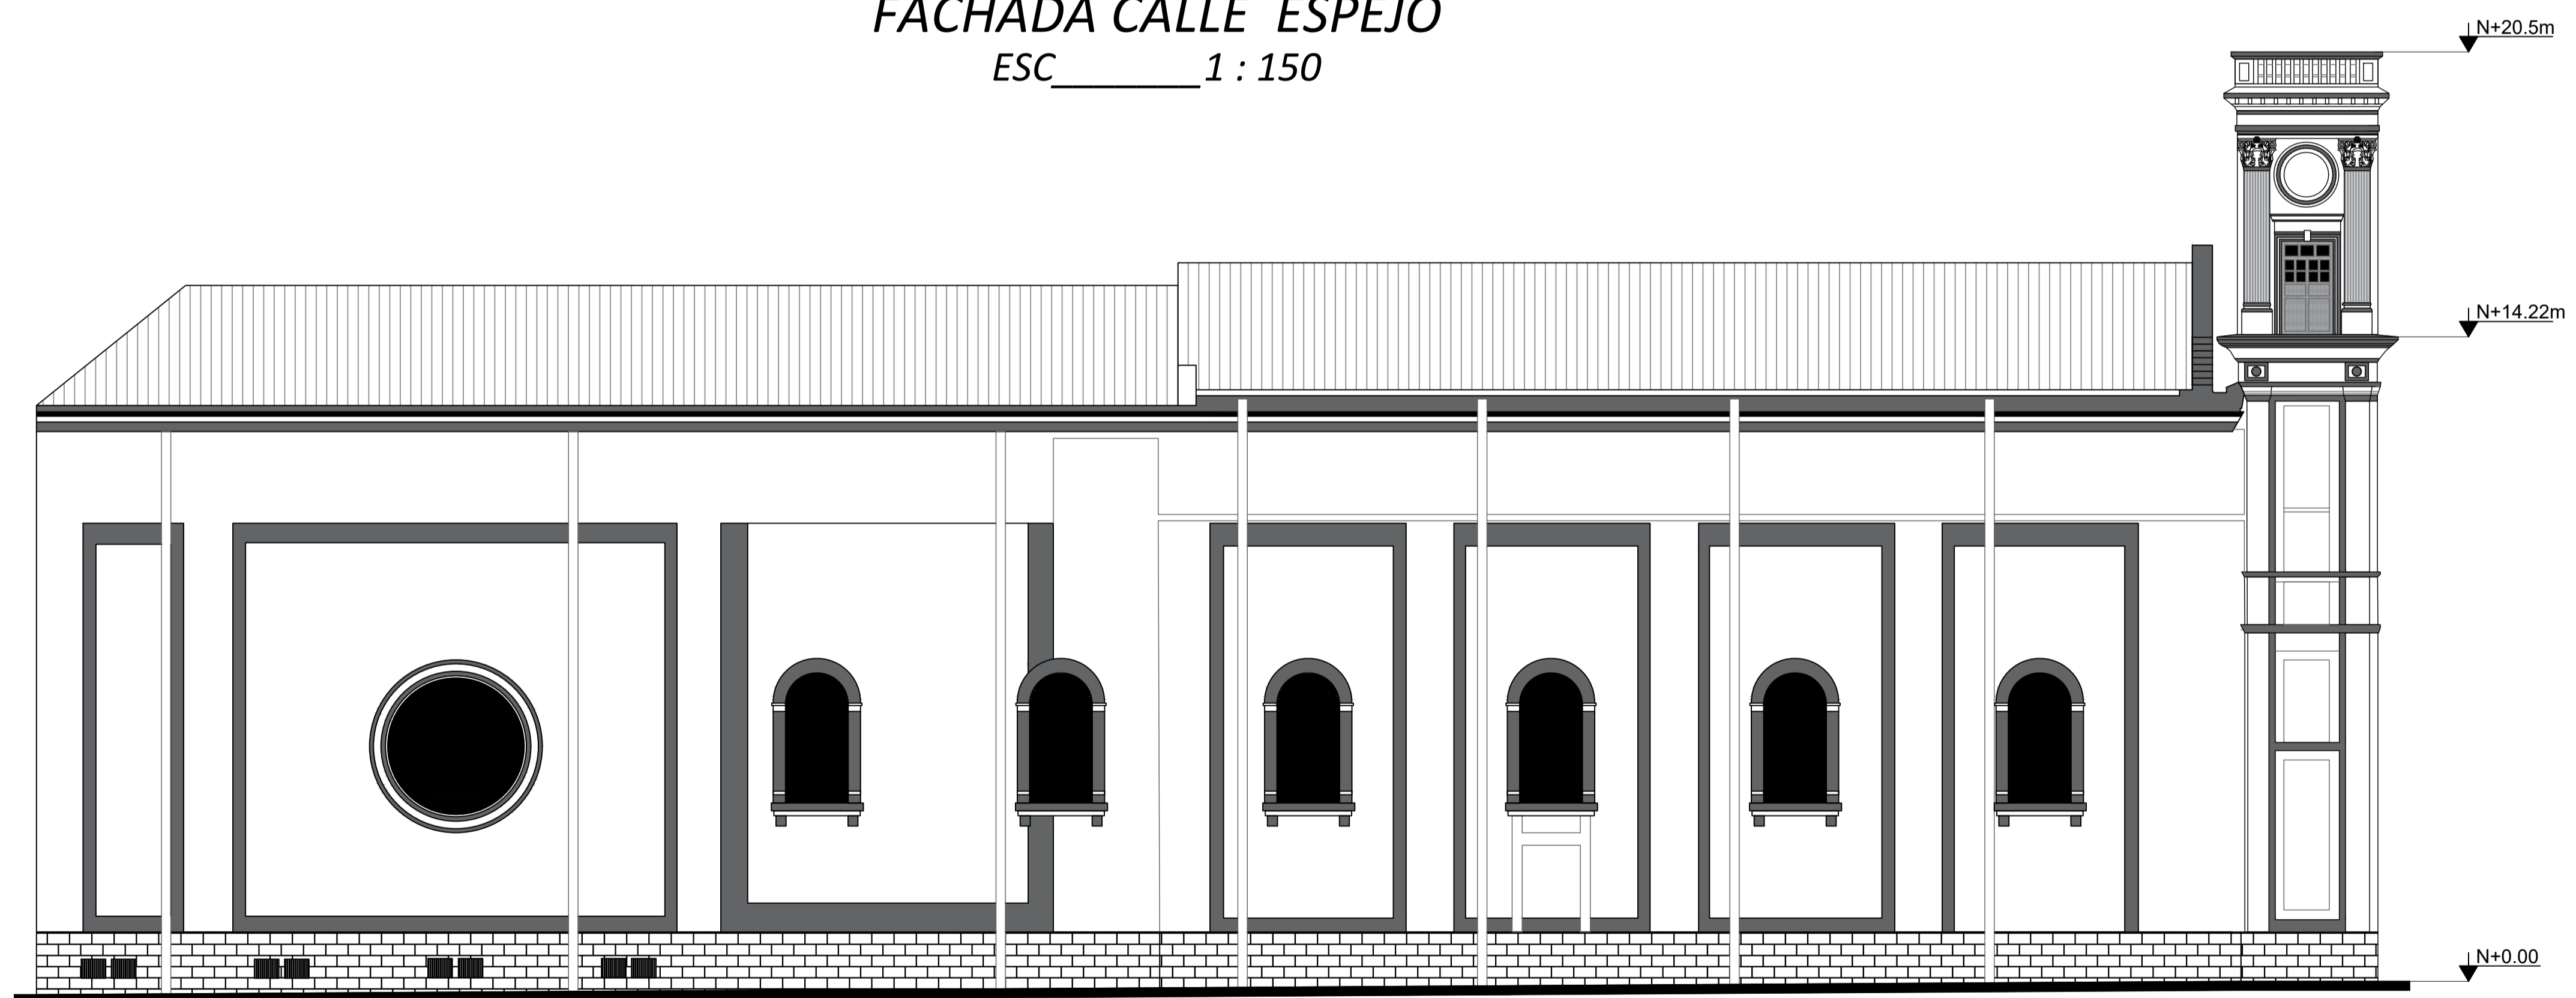 FACHADA CALLE ESPEJO
ESC_______1 : 150
N+20.5m
N+14.22m
N+0.00